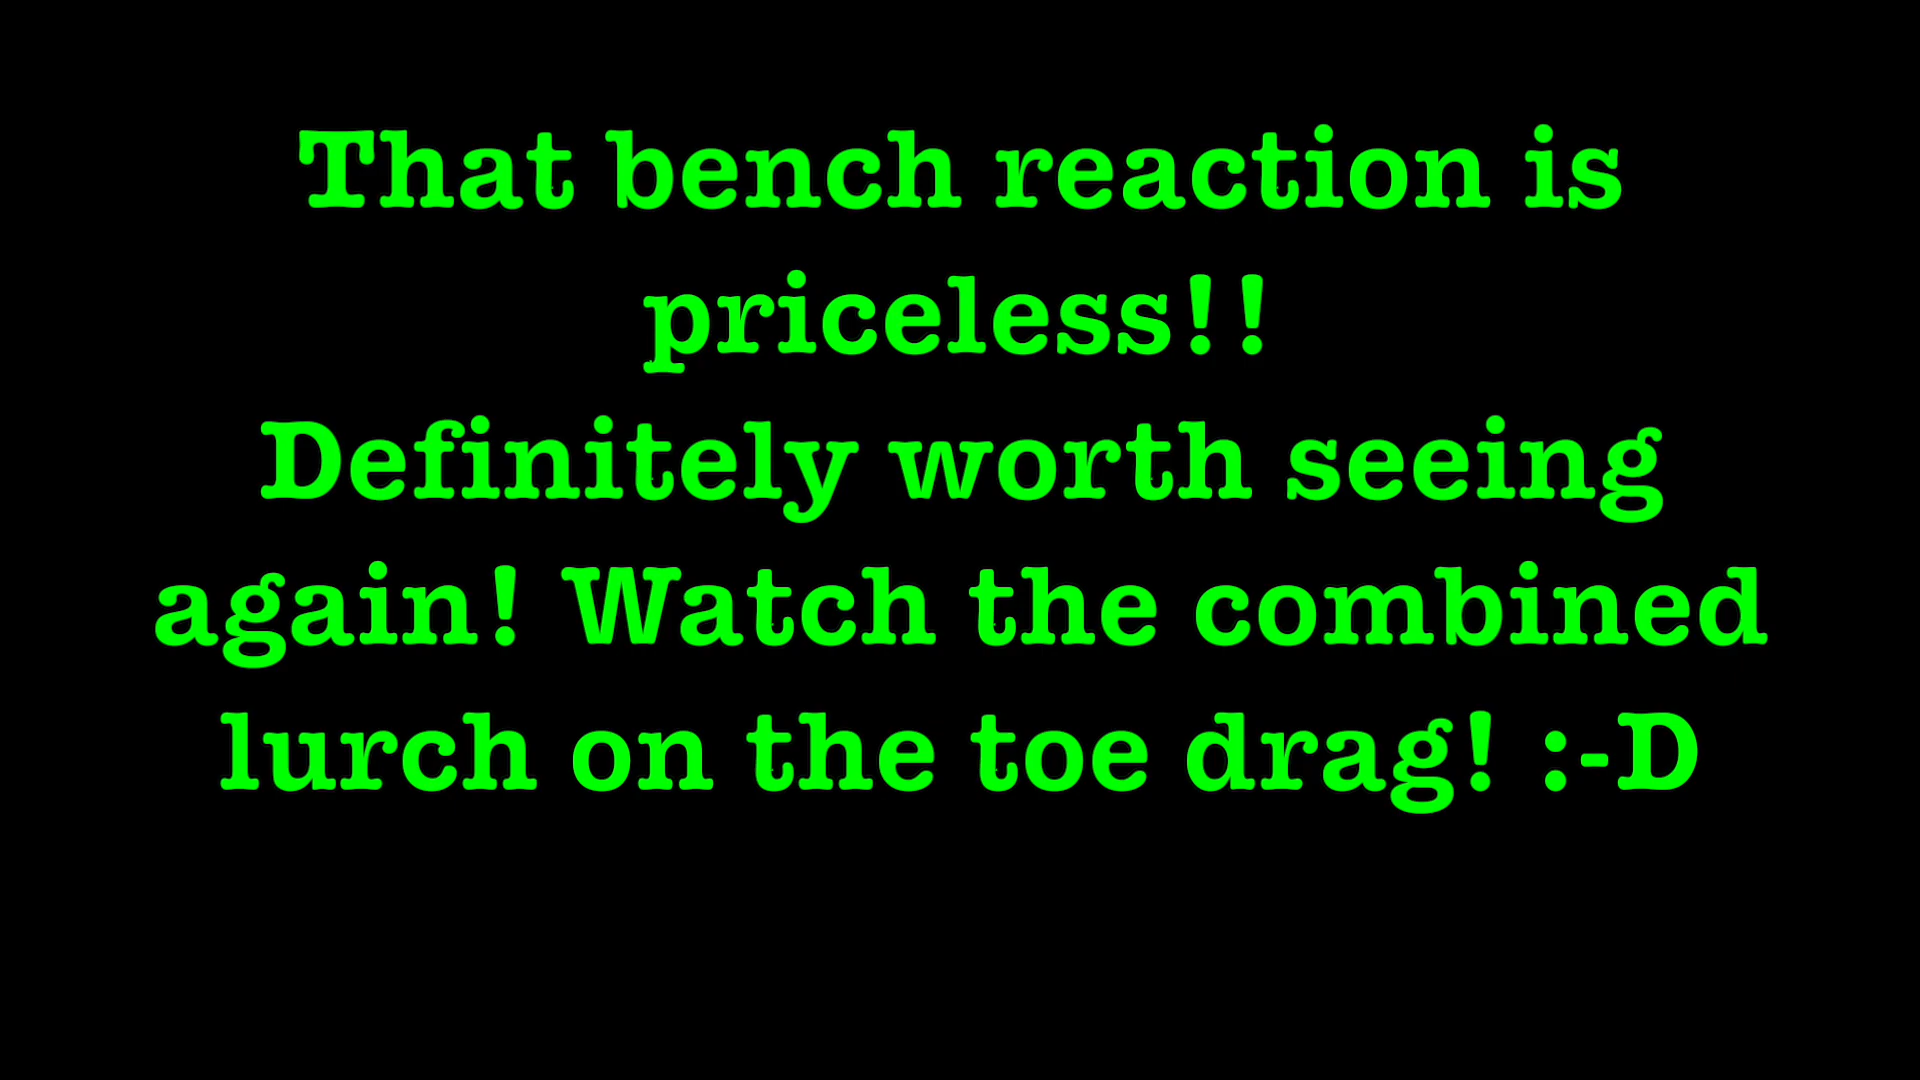 That bench reaction is
priceless!!
Definitely worth seeing
again! Watch the combined
lurch on the toe drag! :-D